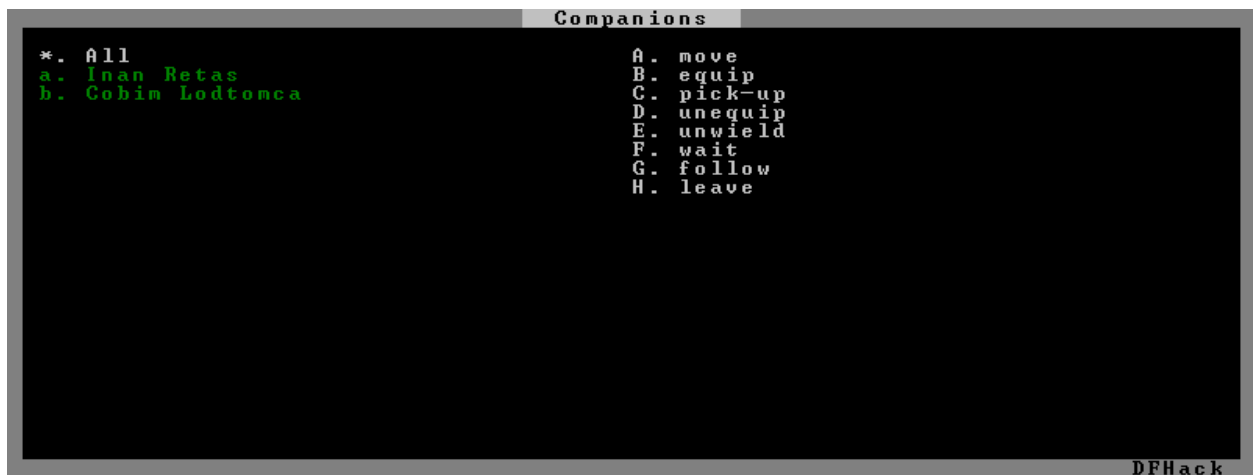 Companions
*. All
a. Inan Retas
b. Cobim Lodtomca
A. move
B. equip
C. pick-up
D. unequip
E. unwield
F. wait
G. follow
H. leave
DFHack